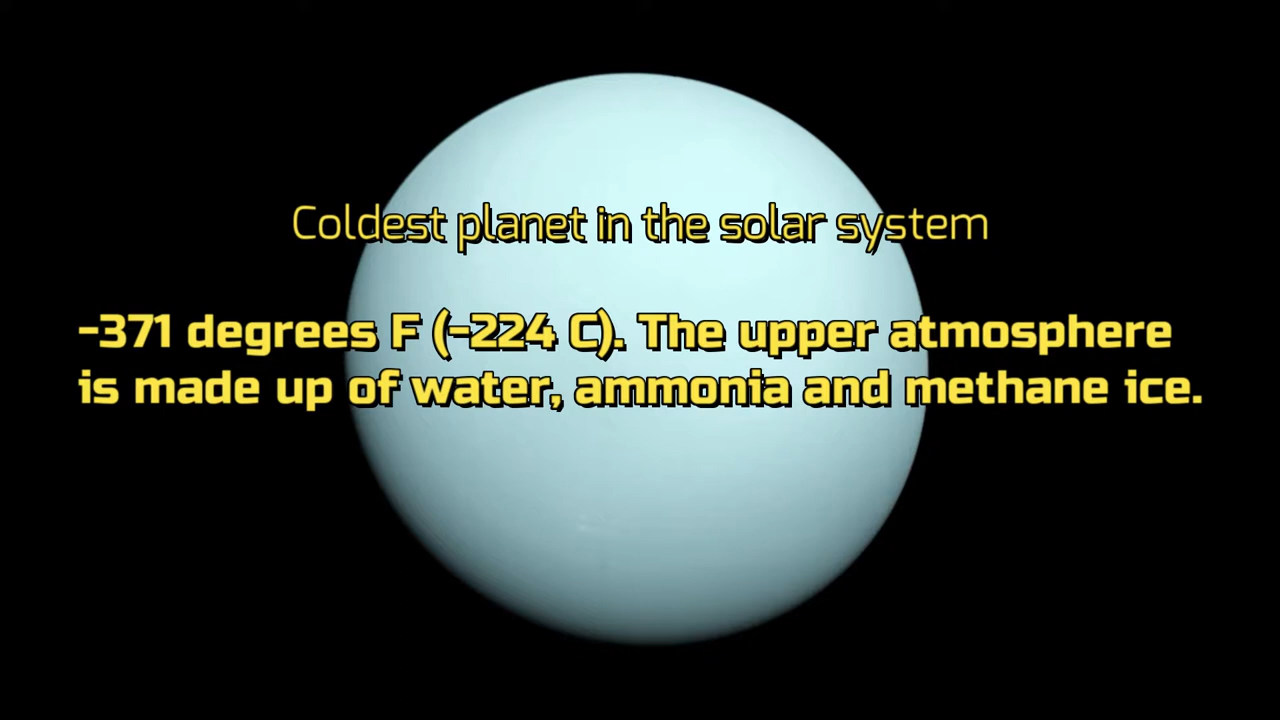 Coldest planet in the solar system
-371 degrees F (-224 C). The upper atmosphere
is made up of water, ammonia and methane ice.